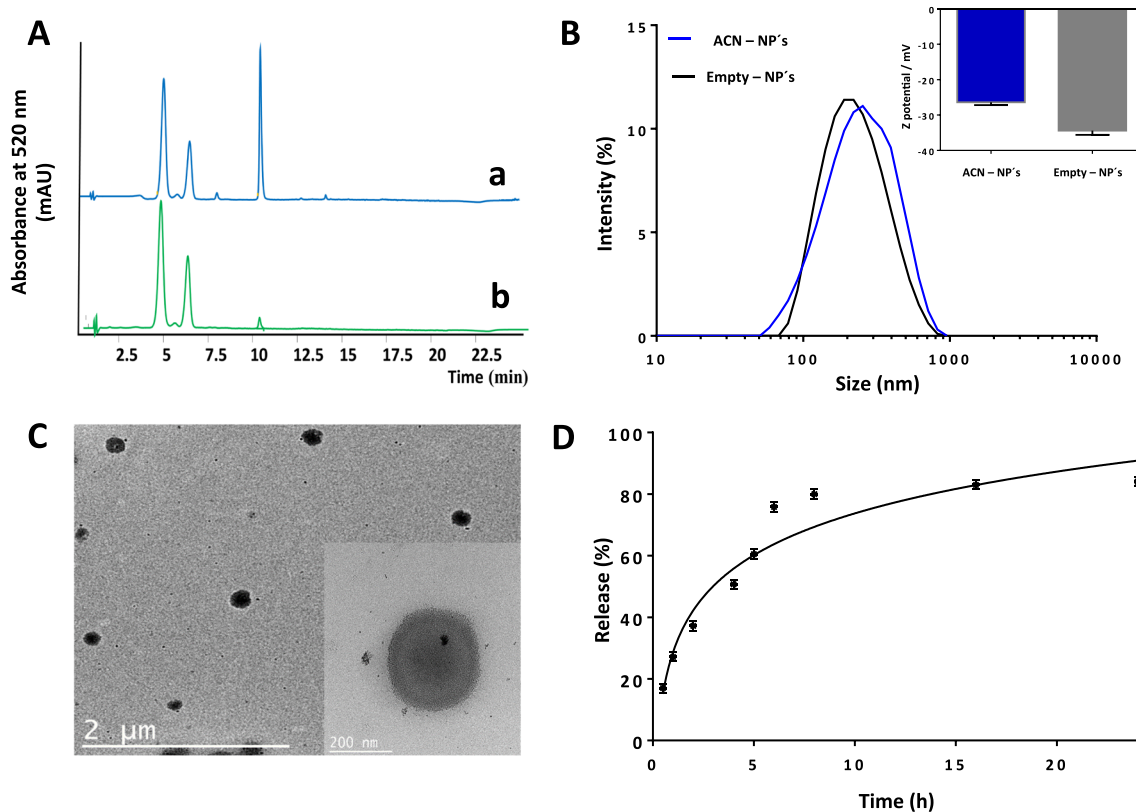 A
Absorbance at 520 nm
(mAU)
a
b
2.5 5 7.5 10 12.5 15 17.5 20 22.5
Time (min)
B
ACN – NP´s
Empty – NP´s
Intensity (%)
15
10
5
0
10 100 1000 10000
Size (nm)
Z potential / mV
0
-10
-20
-30
-40
ACN – NP´s Empty – NP´s
C
2 µm
200 nm
D
Release (%)
100
80
60
40
20
0
0 5 10 15 20
Time (h)